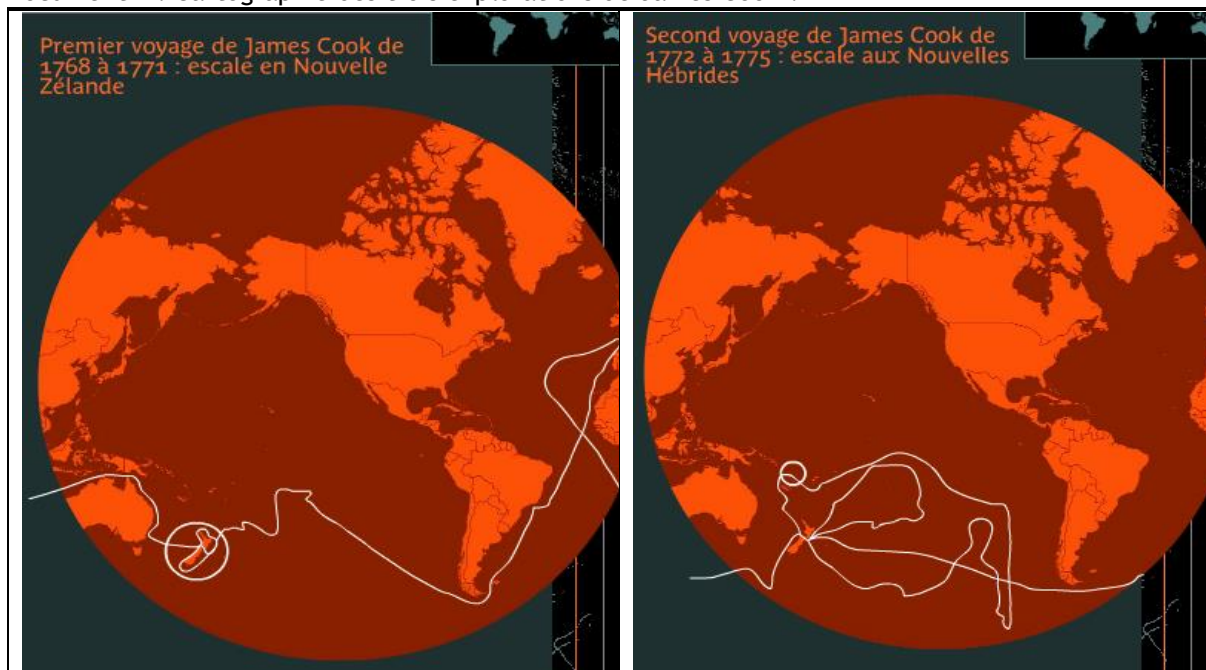 Premier voyage de James Cook de
1768 à 1771 : escale en Nouvelle
Zélande
Second voyage de James Cook de
1772 à 1775 : escale aux Nouvelles
Hébrides